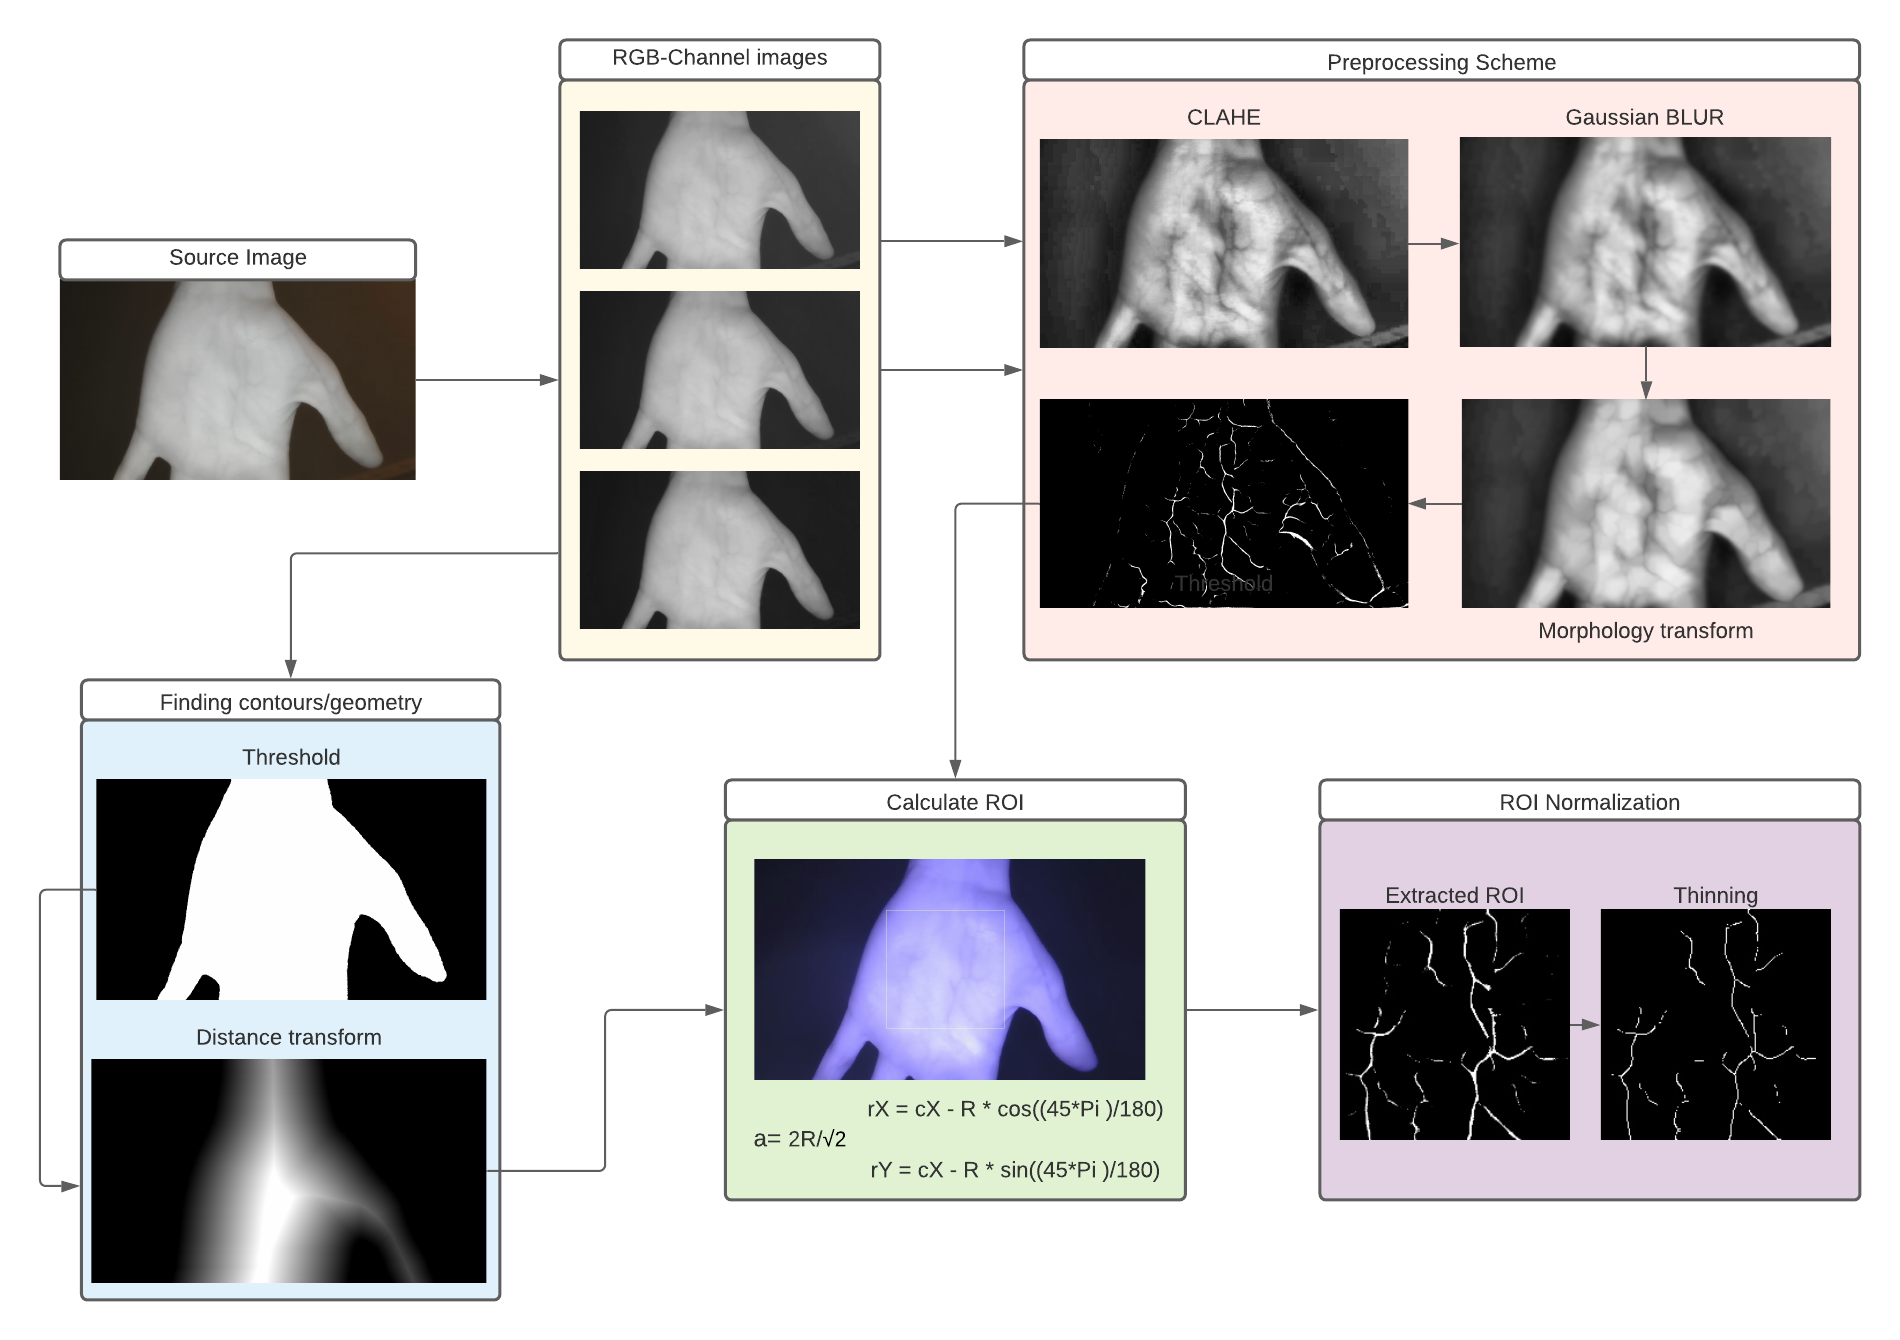 RGB-Channel images
Preprocessing Scheme
CLAHE
Gaussian BLUR
Source Image
Threshold
Morphology transform
Finding contours/geometry
Threshold
Distance transform
Calculate ROI
rX = cX - R * cos((45*Pi )/180)
a= 2R/√2
rY = cX - R * sin((45*Pi )/180)
ROI Normalization
Extracted ROI
Thinning